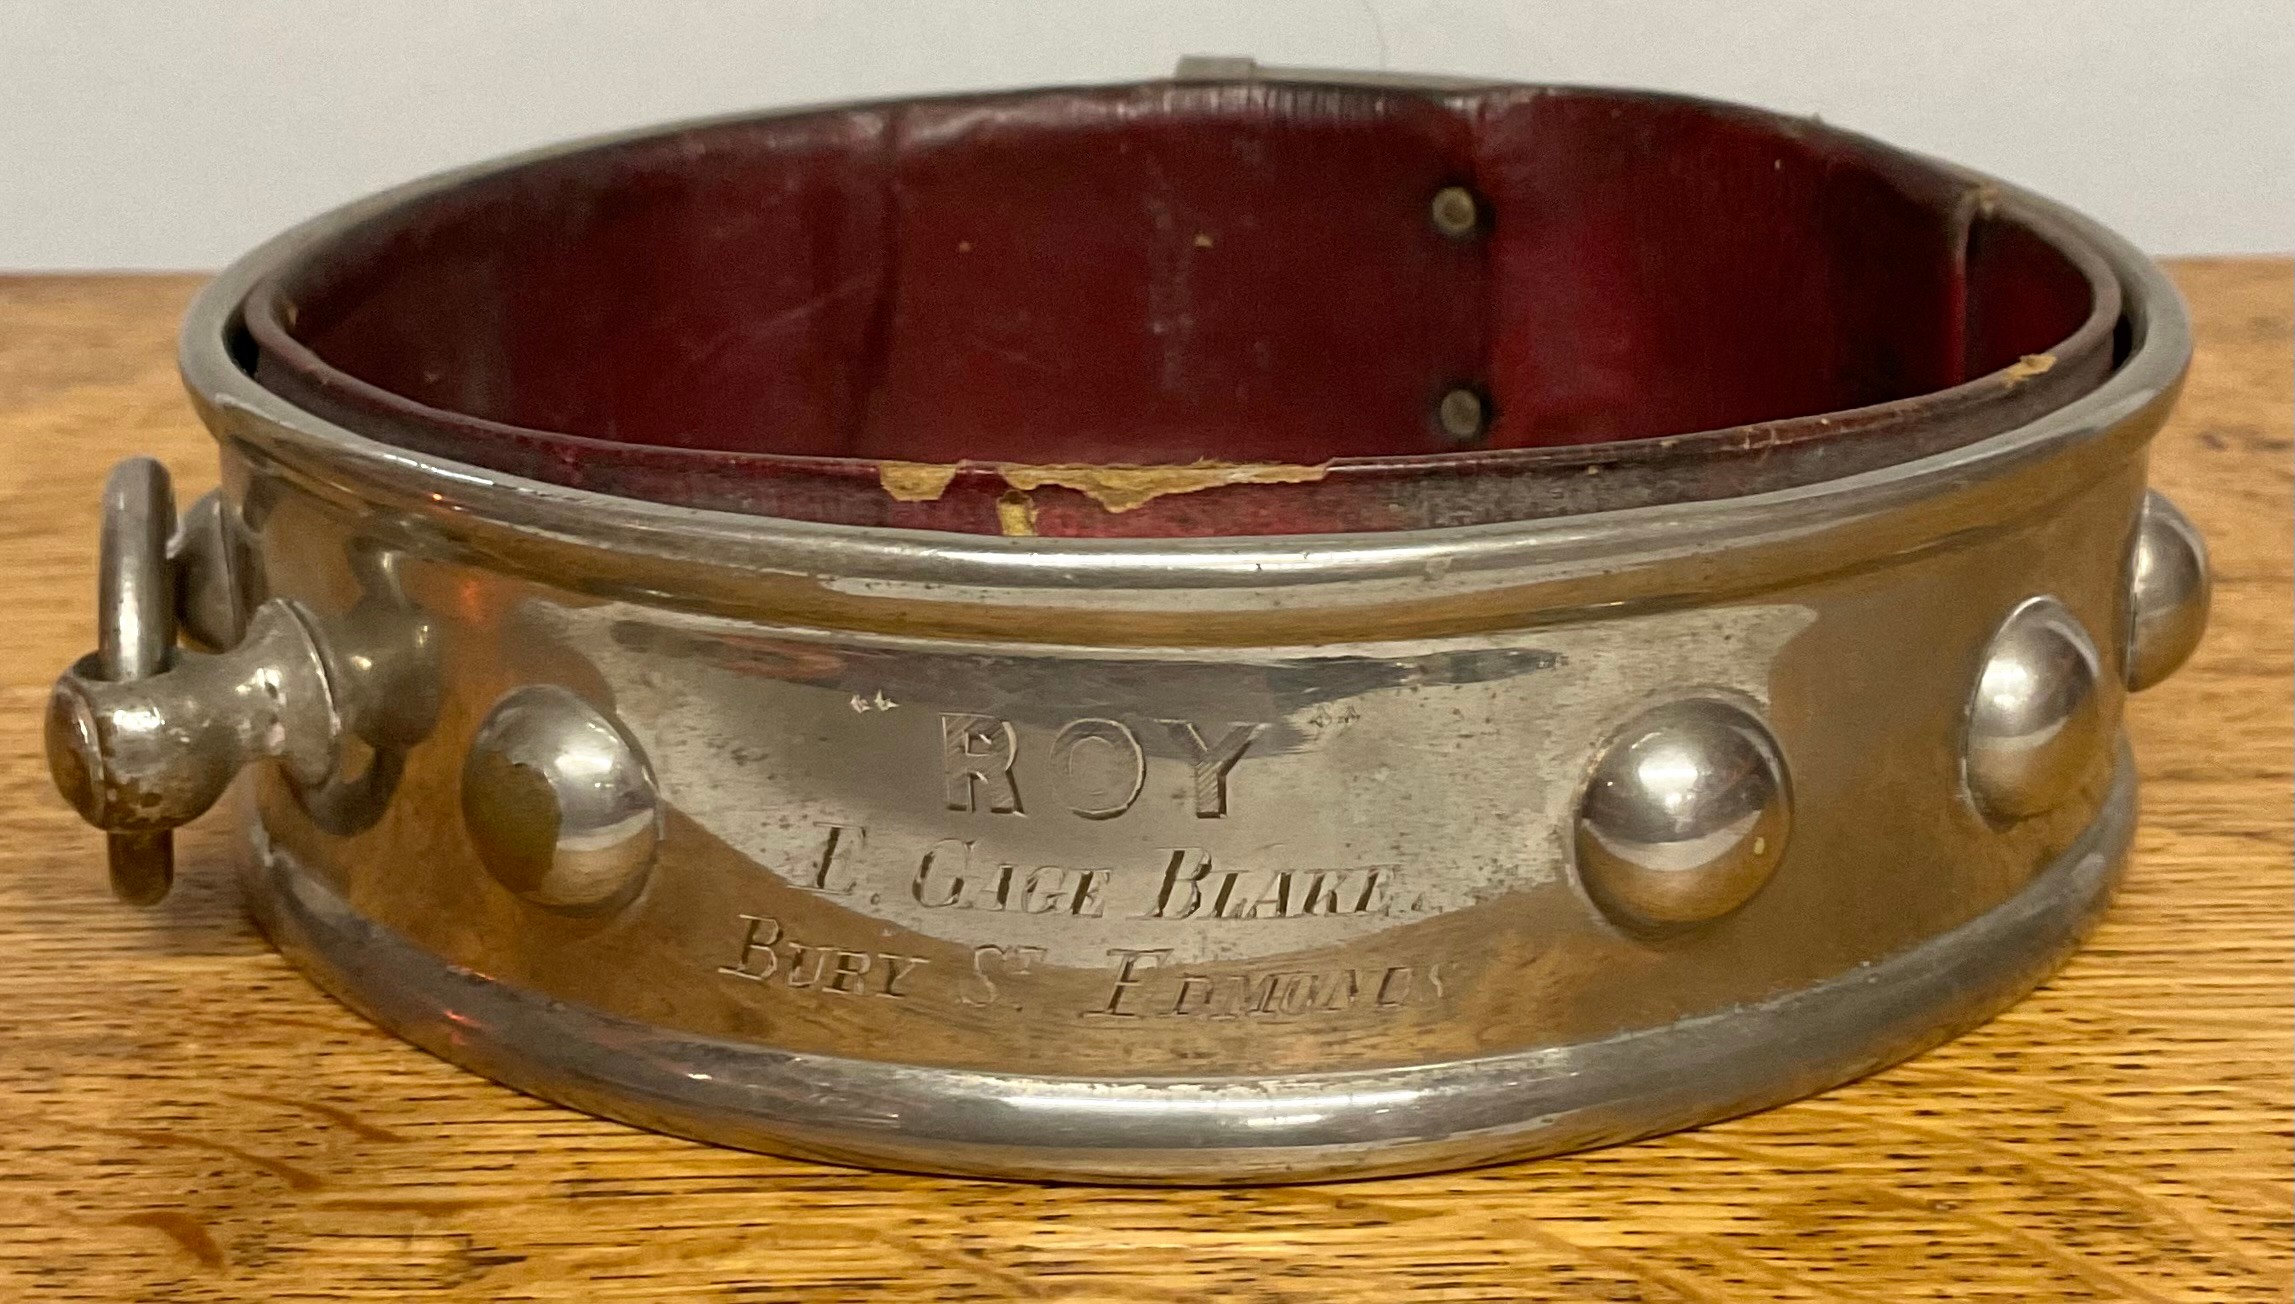 “ROY”
E. GAGE BLAKE.
BURY ST. EDMUNDS